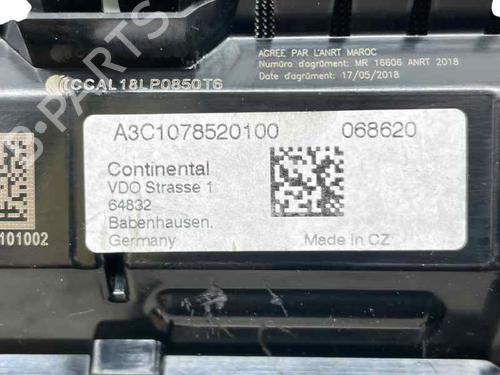 AGREE PAR L'ANRT MAROC
Numéro d'agrément: MR 16606 ANRT 2018
Date d'agrément: 17/05/2018
CCAL18LP0850T6
A3C1078520100 068620
Continental
VDO Strasse 1
64832
Babenhausen,
Germany
Made in CZ
101002